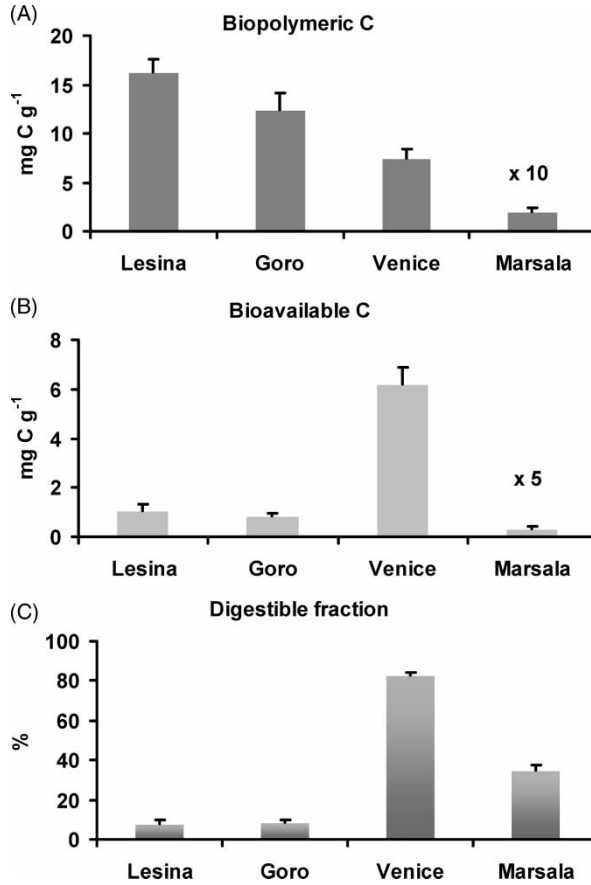 (A)
Biopolymeric C
mg C g⁻¹
20
15
10
5
0
x 10
Lesina Goro Venice Marsala
(B)
Bioavailable C
mg C g⁻¹
8
6
4
2
0
x 5
Lesina Goro Venice Marsala
(C)
Digestible fraction
%
100
80
60
40
20
0
Lesina Goro Venice Marsala